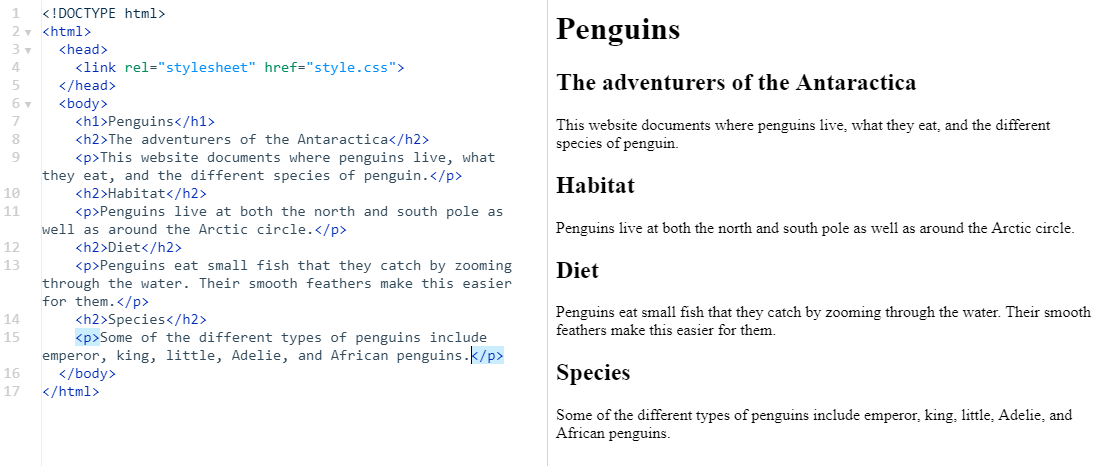 1 <!DOCTYPE html>
2 <html>
3 <head>
4 <link rel="stylesheet" href="style.css">
5 </head>
6 <body>
7 <h1>Penguins</h1>
8 <h2>The adventurers of the Antaractica</h2>
9 <p>This website documents where penguins live, what
they eat, and the different species of penguin.</p>
10 <h2>Habitat</h2>
11 <p>Penguins live at both the north and south pole as
well as around the Arctic circle.</p>
12 <h2>Diet</h2>
13 <p>Penguins eat small fish that they catch by zooming
through the water. Their smooth feathers make this easier
for them.</p>
14 <h2>Species</h2>
15 <p>Some of the different types of penguins include
emperor, king, little, Adelie, and African penguins.</p>
16 </body>
17 </html>
Penguins
The adventurers of the Antaractica
This website documents where penguins live, what they eat, and the different
species of penguin.
Habitat
Penguins live at both the north and south pole as well as around the Arctic circle.
Diet
Penguins eat small fish that they catch by zooming through the water. Their smooth
feathers make this easier for them.
Species
Some of the different types of penguins include emperor, king, little, Adelie, and
African penguins.